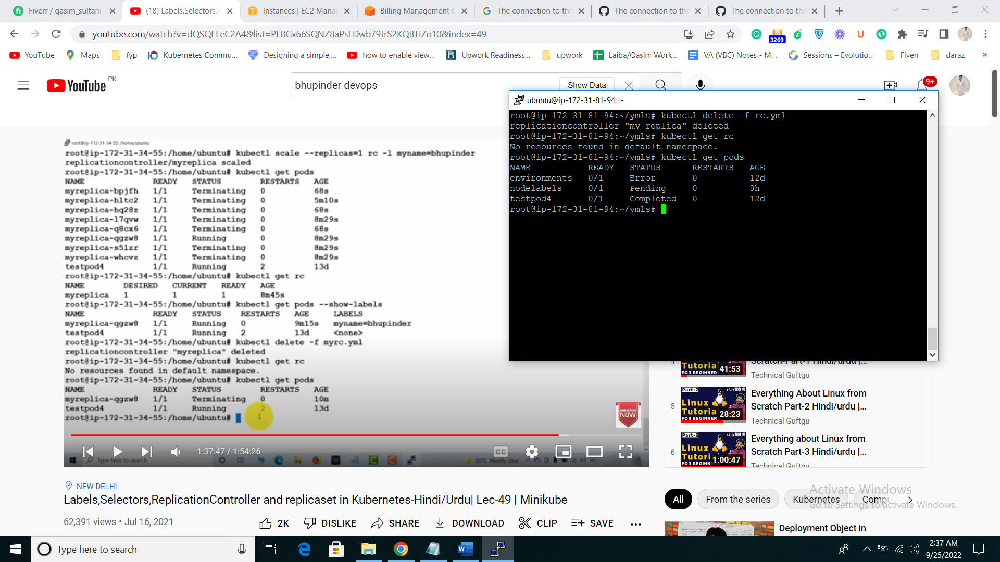 Fiverr / qasim_sultani
(18) Labels,Selectors,R
Instances | EC2 Manag
Billing Management C
The connection to the
The connection to the
The connection to the
youtube.com/watch?v=dQSQELeC2A4&list=PLBGx66SQNZ8aPsFDwb79JrS2KQBTIZo10&index=49
3269
YouTube
Maps
fyp
Kubernetes Commu...
Designing a simple,...
how to enable view...
Upwork Readiness...
upwork
Laiba/Qasim Work...
VA (VBC) Notes - M...
Sessions – Evolutio...
Fiverr
daraz
»
YouTube PK
bhupinder devops
Show Data
9+
ubuntu@ip-172-31-81-94: ~
root@ip-172-31-81-94:~/ymls# kubectl delete -f rc.yml
replicationcontroller "my-replica" deleted
root@ip-172-31-81-94:~/ymls# kubectl get rc
No resources found in default namespace.
root@ip-172-31-81-94:~/ymls# kubectl get pods
NAME READY STATUS RESTARTS AGE
environments 0/1 Error 0 12d
nodelabels 0/1 Pending 0 8h
testpod4 0/1 Completed 0 12d
root@ip-172-31-81-94:~/ymls#
root@ip-172-31-34-55: /home/ubuntu
root@ip-172-31-34-55:/home/ubuntu# kubectl scale --replicas=1 rc -l myname=bhupinder
replicationcontroller/myreplica scaled
root@ip-172-31-34-55:/home/ubuntu# kubectl get pods
NAME READY STATUS RESTARTS AGE
myreplica-bpjfh 1/1 Terminating 0 68s
myreplica-hltc2 1/1 Terminating 0 5m10s
myreplica-hq28z 1/1 Terminating 0 68s
myreplica-l7qvw 1/1 Terminating 0 8m29s
myreplica-q8cx6 1/1 Terminating 0 68s
myreplica-qgzw8 1/1 Running 0 8m29s
myreplica-s5lzr 1/1 Terminating 0 8m29s
myreplica-whcvz 1/1 Terminating 0 8m29s
testpod4 1/1 Running 2 13d
root@ip-172-31-34-55:/home/ubuntu# kubectl get rc
NAME DESIRED CURRENT READY AGE
myreplica 1 1 1 8m45s
root@ip-172-31-34-55:/home/ubuntu# kubectl get pods --show-labels
NAME READY STATUS RESTARTS AGE LABELS
myreplica-qgzw8 1/1 Running 0 9m15s myname=bhupinder
testpod4 1/1 Running 2 13d <none>
root@ip-172-31-34-55:/home/ubuntu# kubectl delete -f myrc.yml
replicationcontroller "myreplica" deleted
root@ip-172-31-34-55:/home/ubuntu# kubectl get rc
No resources found in default namespace.
root@ip-172-31-34-55:/home/ubuntu# kubectl get pods
NAME READY STATUS RESTARTS AGE
myreplica-qgzw8 1/1 Terminating 0 10m
testpod4 1/1 Running 2 13d
root@ip-172-31-34-55:/home/ubuntu#
SUBSCRIBE
NOW
1:37:47 / 1:54:26
CC
Type here to search
26°C Mostly clear
4
Tutorial
FOR BEGINNER
41:53
Scratch-Part-1 Hindi/urdu |...
Technical Guftgu
5
Part-2
Linux
Tutorial
FOR BEGINNER
28:23
Everything About Linux from
Scratch Part-2 Hindi/urdu |...
Technical Guftgu
6
Part-3
Linux
Tutori
FOR BEGINNER
1:00:47
Everything about Linux from
Scratch Part-3 Hindi/urdu |...
Technical Guftgu
NEW DELHI
Labels,Selectors,ReplicationController and replicaset in Kubernetes-Hindi/Urdu| Lec-49 | Minikube
62,391 views • Jul 16, 2021
2K
DISLIKE
SHARE
DOWNLOAD
CLIP
SAVE
All
From the series
Kubernetes
Compu
Activate Windows
Go to Settings to activate Windows.
Deployment Object in
Type here to search
2:37 AM
9/25/2022